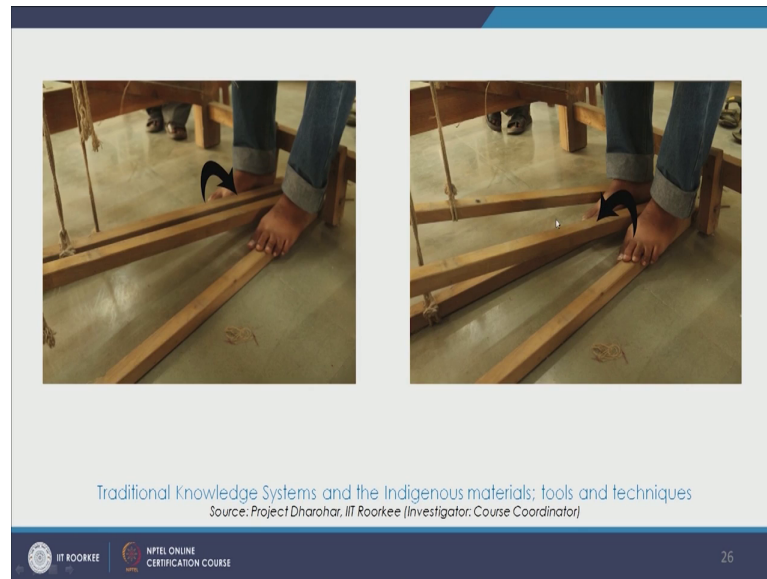 Traditional Knowledge Systems and the Indigenous materials; tools and techniques
Source: Project Dharohar, IIT Roorkee (Investigator: Course Coordinator)
IIT ROORKEE
NPTEL ONLINE
CERTIFICATION COURSE
26